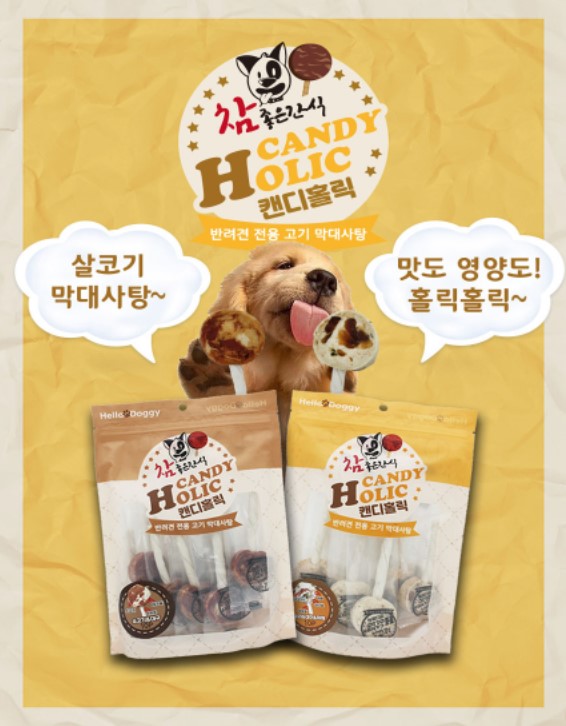 참좋은간식
CANDY
HOLIC
캔디홀릭
반려견 전용 고기 막대사탕
살코기
막대사탕~
맛도 영양도!
홀릭홀릭~
Hello Doggy
참좋은간식
CANDY
HOLIC
캔디홀릭
반려견 전용 고기 막대사탕
Hello Doggy
참좋은간식
CANDY
HOLIC
캔디홀릭
반려견 전용 고기 막대사탕